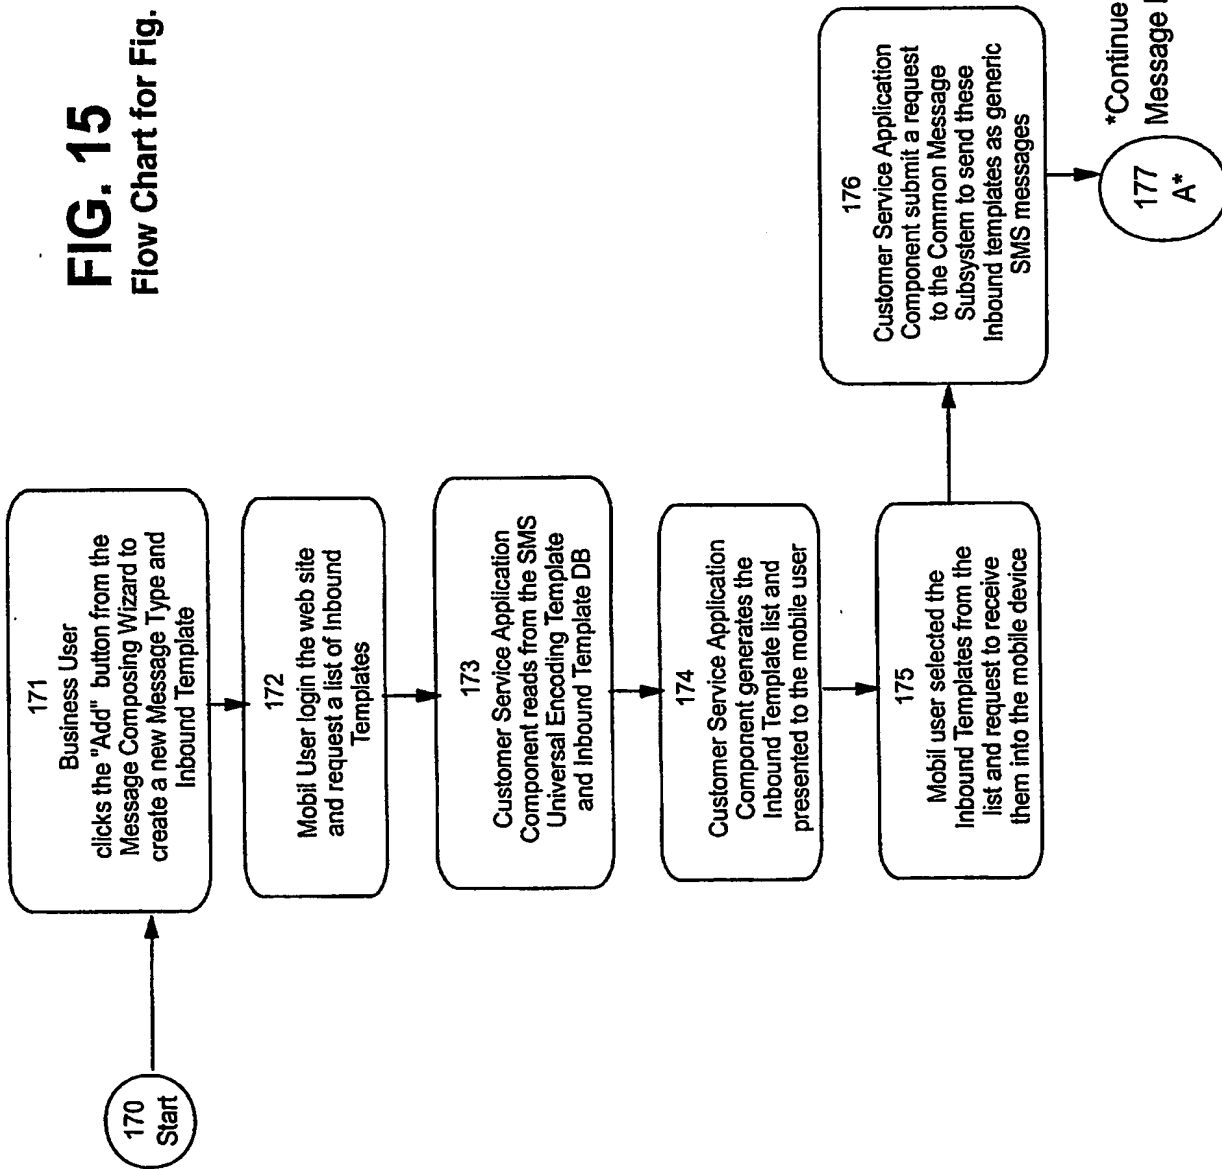 FIG. 15
Flow Chart for Fig.
170
Start
171
Business User
clicks the "Add" button from the
Message Composing Wizard to
create a new Message Type and
Inbound Template
172
Mobil User login the web site
and request a list of Inbound
Templates
173
Customer Service Application
Component reads from the SMS
Universal Encoding Template
and Inbound Template DB
174
Customer Service Application
Component generates the
Inbound Template list and
presented to the mobile user
175
Mobil user selected the
Inbound Templates from the
list and request to receive
them into the mobile device
176
Customer Service Application
Component submit a request
to the Common Message
Subsystem to send these
Inbound templates as generic
SMS messages
177
A*
*Continue
Message